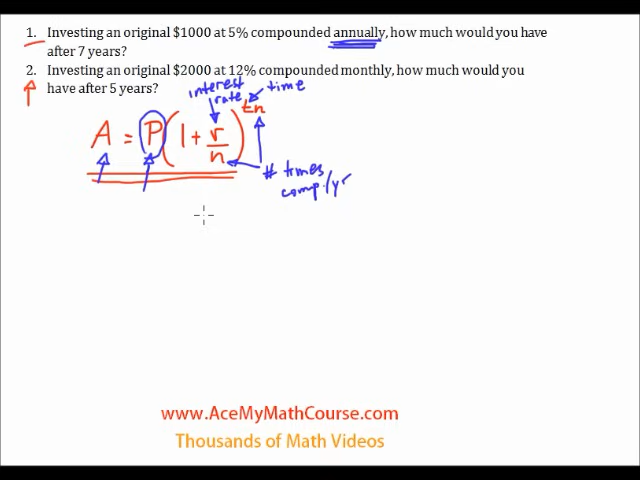 1. Investing an original $1000 at 5% compounded annually, how much would you have
after 7 years?
2. Investing an original $2000 at 12% compounded monthly, how much would you
have after 5 years?
interest
rate
time
A = P(1 + r/n)^tn
# times
comp/yr
www.AceMyMathCourse.com
Thousands of Math Videos